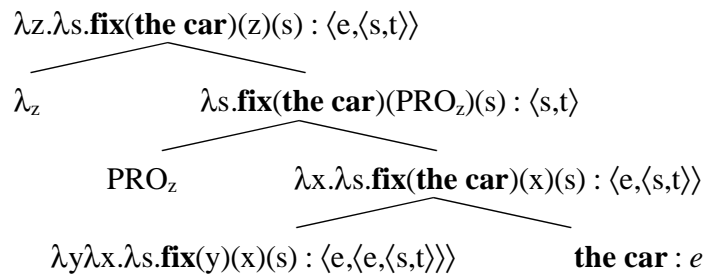 λz.λs.fix(the car)(z)(s) : ⟨e,⟨s,t⟩⟩
λz λs.fix(the car)(PROz)(s) : ⟨s,t⟩
PROz λx.λs.fix(the car)(x)(s) : ⟨e,⟨s,t⟩⟩
λyλx.λs.fix(y)(x)(s) : ⟨e,⟨e,⟨s,t⟩⟩⟩ the car : e